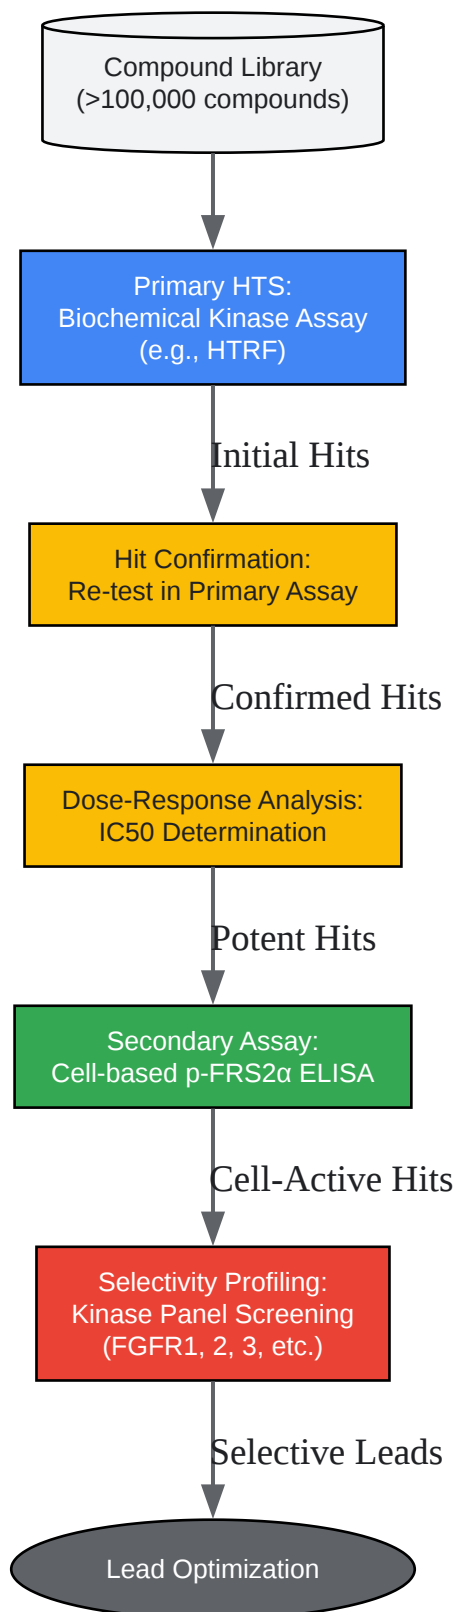 Compound Library
(>100,000 compounds)
Primary HTS:
Biochemical Kinase Assay
(e.g., HTRF)
Initial Hits
Hit Confirmation:
Re-test in Primary Assay
Confirmed Hits
Dose-Response Analysis:
IC50 Determination
Potent Hits
Secondary Assay:
Cell-based p-FRS2α ELISA
Cell-Active Hits
Selectivity Profiling:
Kinase Panel Screening
(FGFR1, 2, 3, etc.)
Selective Leads
Lead Optimization